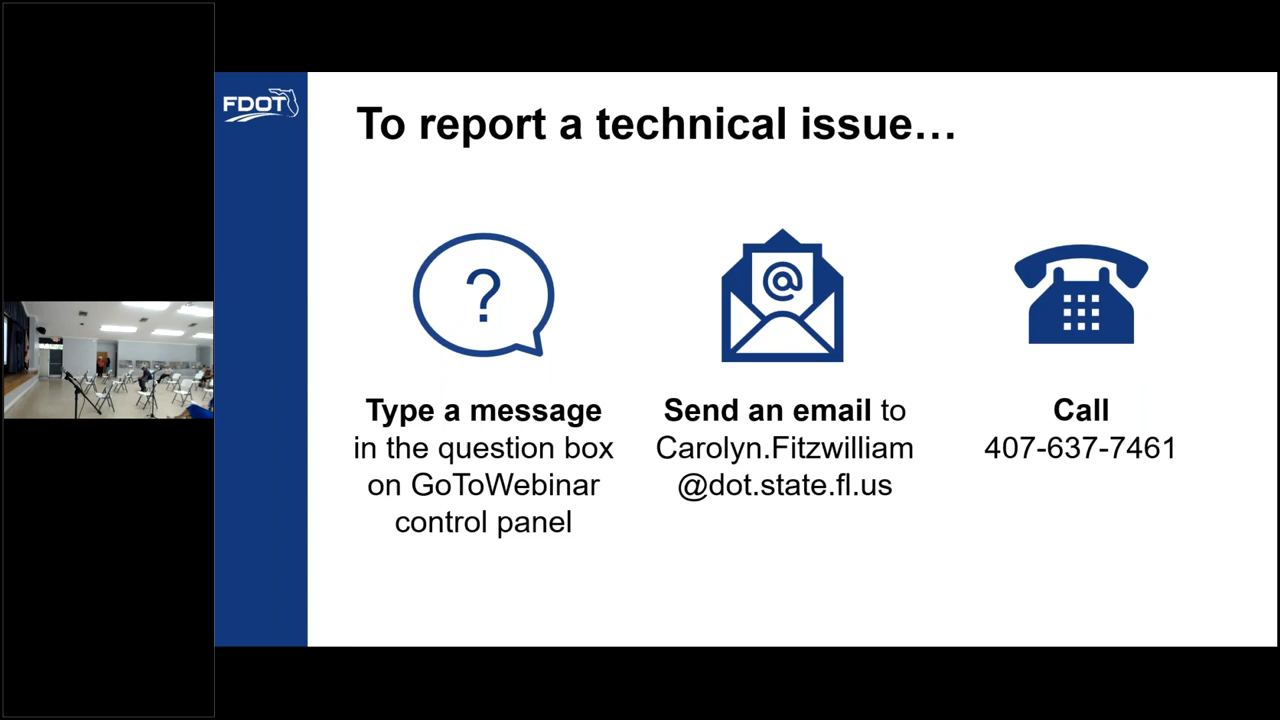 FDOT
To report a technical issue…
?
@
Type a message
in the question box
on GoToWebinar
control panel
Send an email to
Carolyn.Fitzwilliam
@dot.state.fl.us
Call
407-637-7461